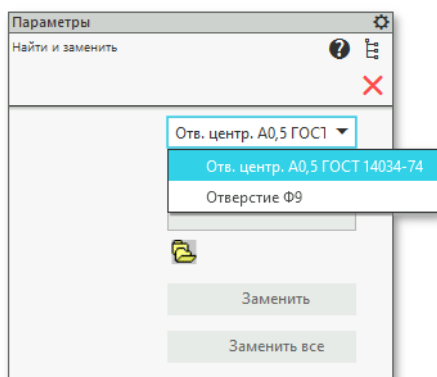 Параметры
Найти и заменить
Отв. центр. А0,5 ГОСТ
Отв. центр. А0,5 ГОСТ 14034-74
Отверстие Ф9
Заменить
Заменить все